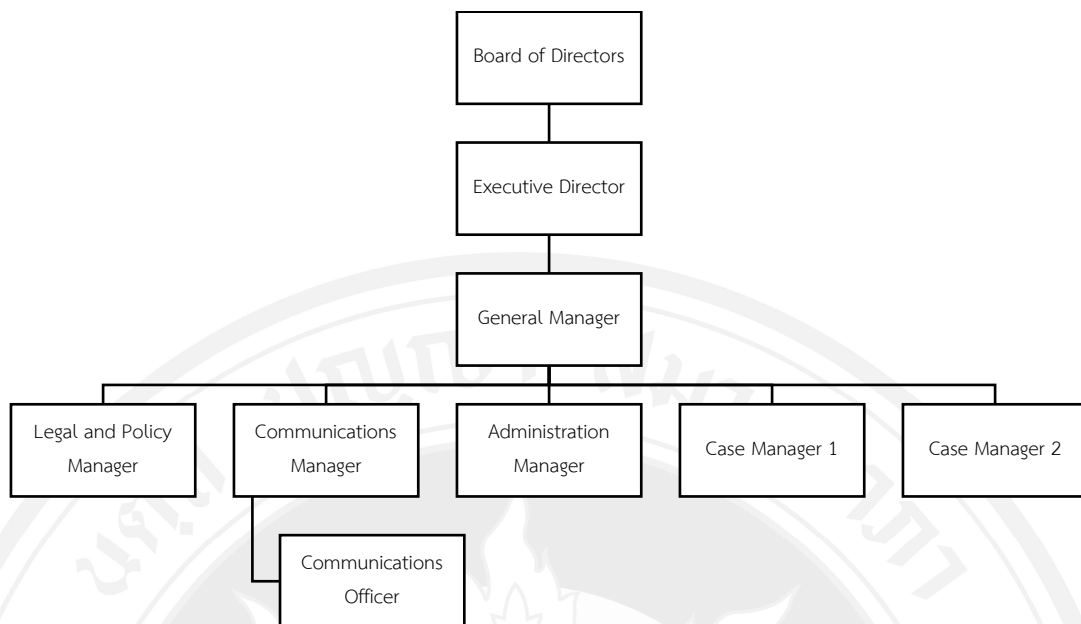 Board of Directors
Executive Director
General Manager
Legal and Policy
Manager
Communications
Manager
Administration
Manager
Case Manager 1
Case Manager 2
Communications
Officer